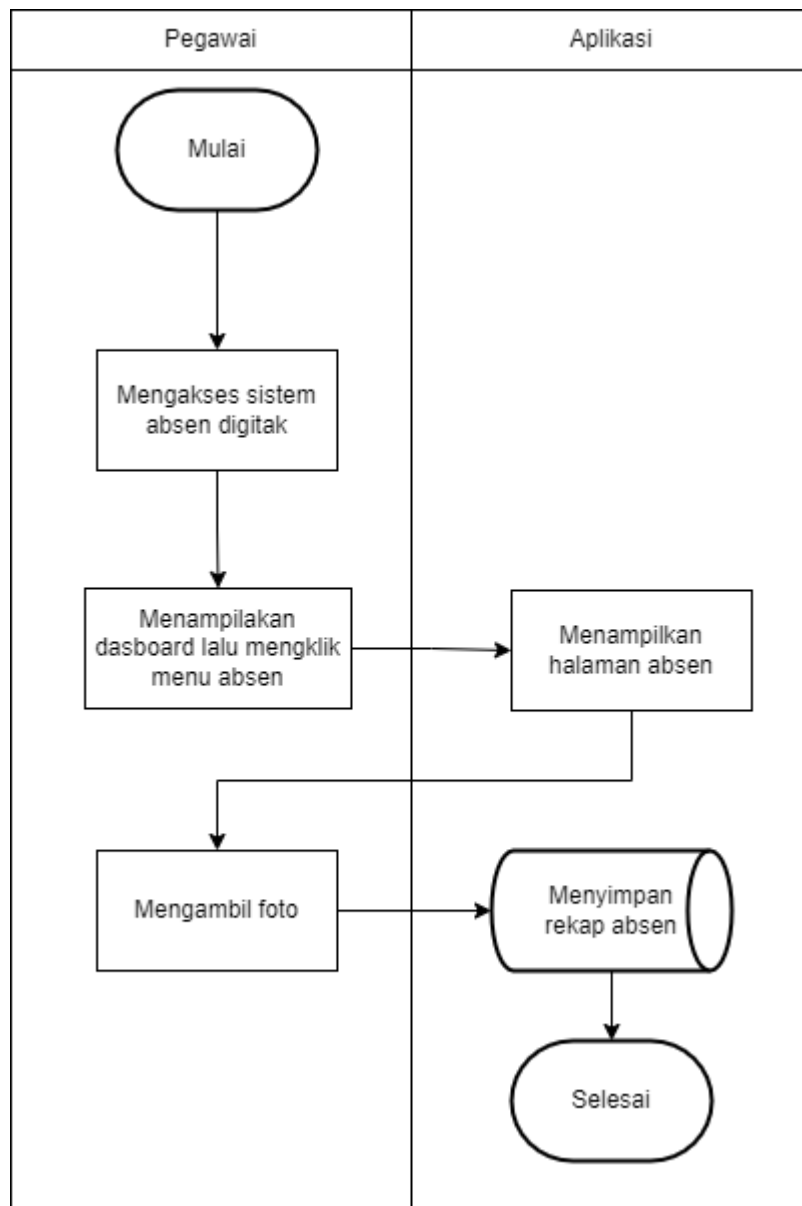 Pegawai
Aplikasi
Mulai
Mengakses sistem
absen digitak
Menampilakan
dasboard lalu mengklik
menu absen
Menampilkan
halaman absen
Mengambil foto
Menyimpan
rekap absen
Selesai